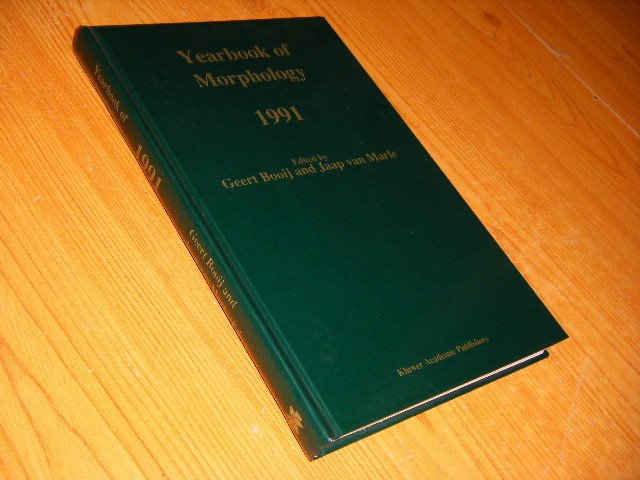 Yearbook of
Morphology
1991
Edited by
Geert Booij and Jaap van Marle
Kluwer Academic Publishers
Yearbook of
1991
Geert Booij and